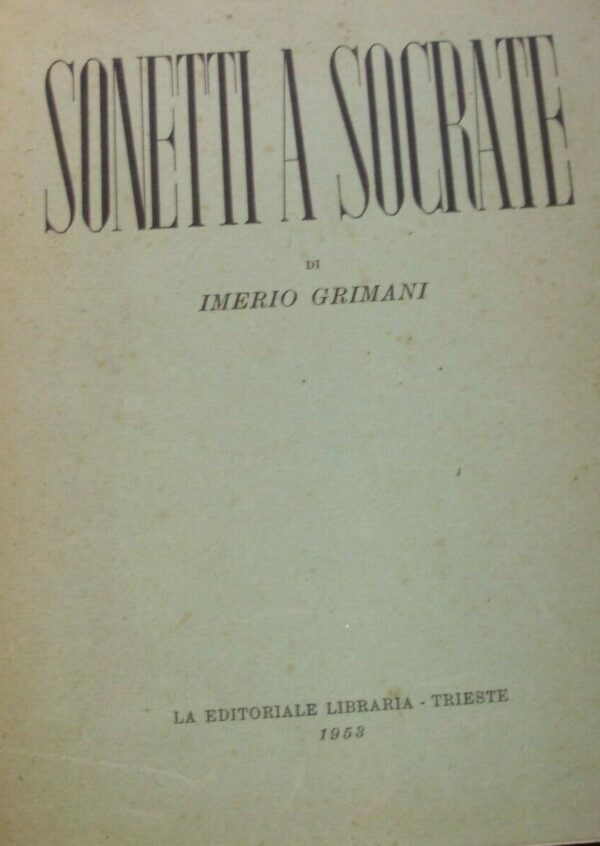 SONETTI A SOCRATE
DI
IMERIO GRIMANI
LA EDITORIALE LIBRARIA - TRIESTE
1953